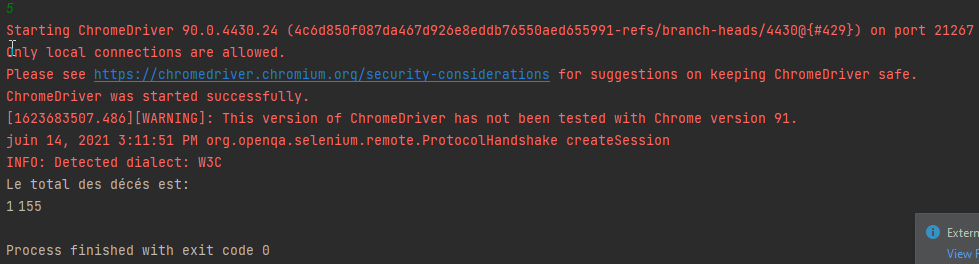 5
Starting ChromeDriver 90.0.4430.24 (4c6d850f087da467d926e8eddb76550aed655991-refs/branch-heads/4430@{#429}) on port 21267
Only local connections are allowed.
Please see https://chromedriver.chromium.org/security-considerations for suggestions on keeping ChromeDriver safe.
ChromeDriver was started successfully.
[1623683507.486][WARNING]: This version of ChromeDriver has not been tested with Chrome version 91.
juin 14, 2021 3:11:51 PM org.openqa.selenium.remote.ProtocolHandshake createSession
INFO: Detected dialect: W3C
Le total des décés est:
1 155
Process finished with exit code 0
Extern
View